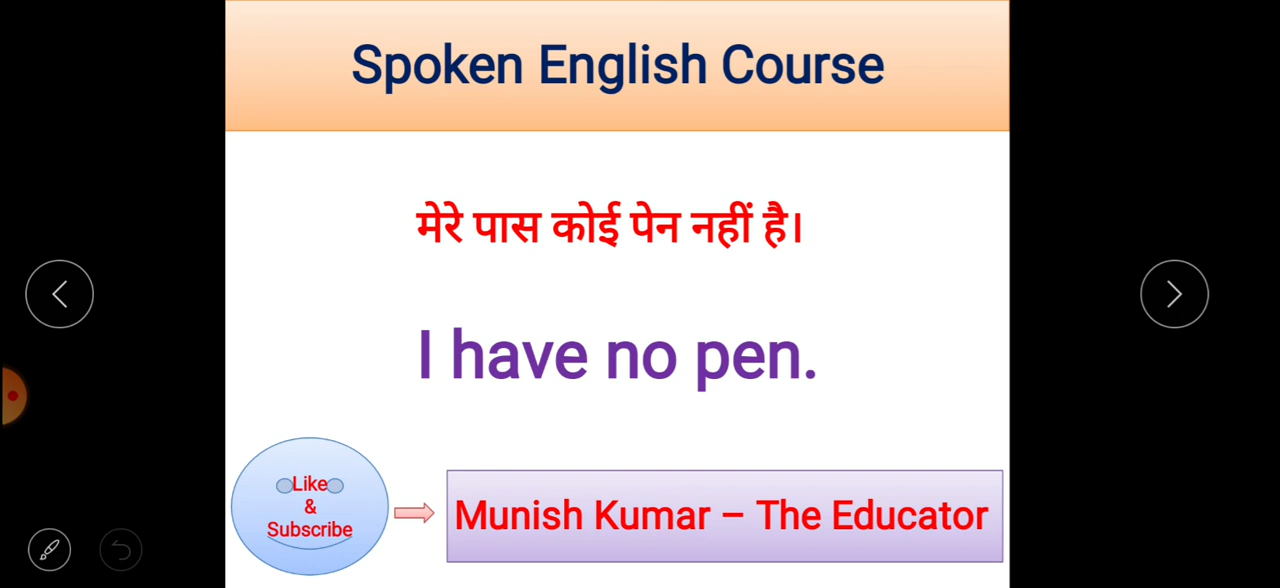 Spoken English Course
मेरे पास कोई पेन नहीं है।
I have no pen.
Like
&
Subscribe
Munish Kumar – The Educator